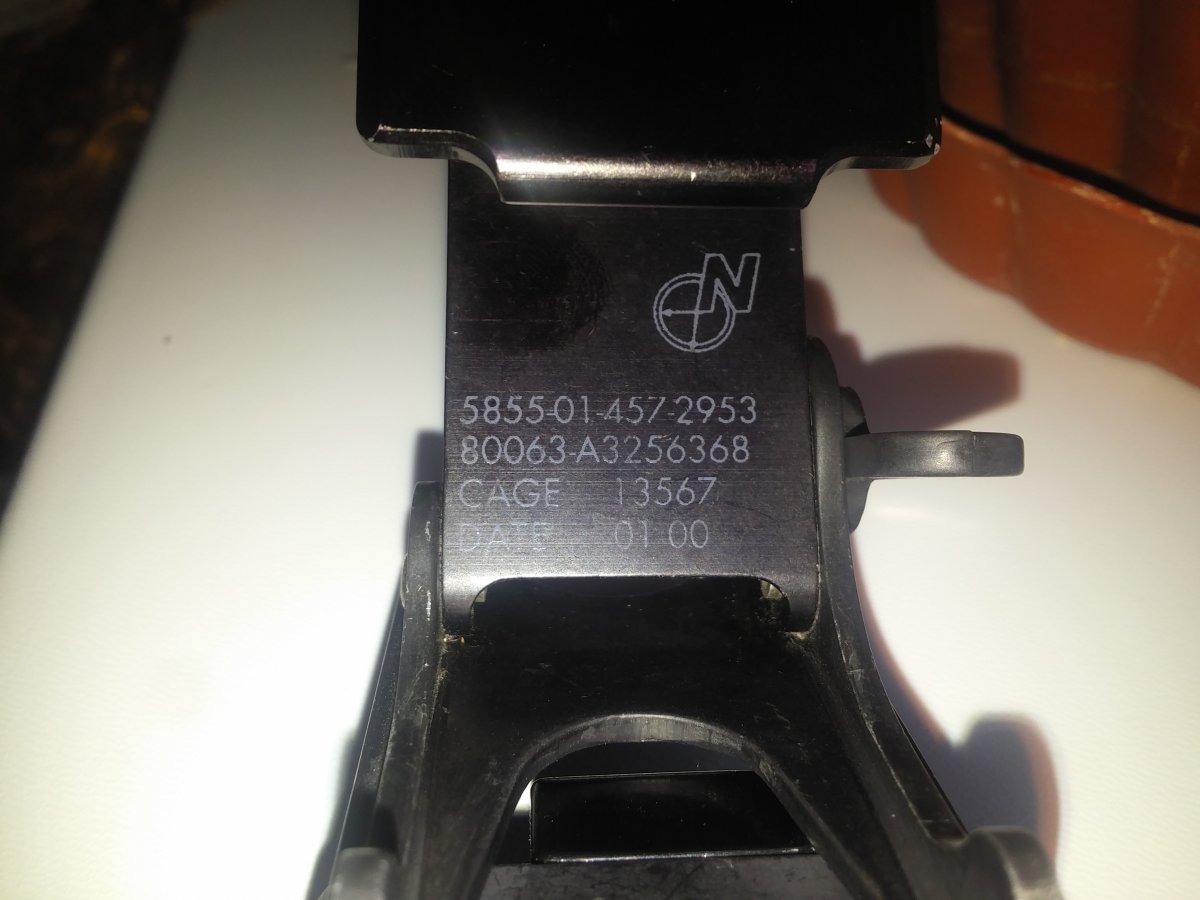 N
5855-01-457-2953
80063-A3256368
CAGE 13567
DATE 01 00